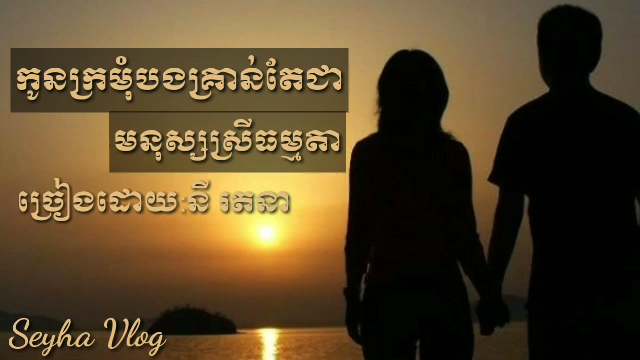 កូនក្រមុំបងគ្រាន់តែជា
មនុស្សស្រីធម្មតា
ច្រៀងដោយ:នី រតនា
Seyha Vlog